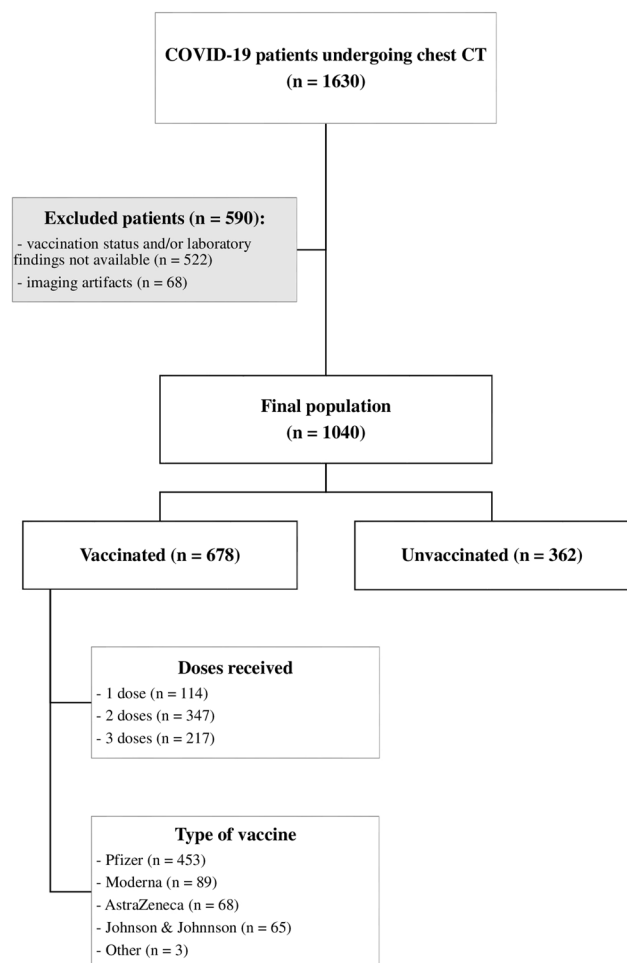 COVID-19 patients undergoing chest CT
(n = 1630)
Excluded patients (n = 590):
- vaccination status and/or laboratory
findings not available (n = 522)
- imaging artifacts (n = 68)
Final population
(n = 1040)
Vaccinated (n = 678)
Unvaccinated (n = 362)
Doses received
- 1 dose (n = 114)
- 2 doses (n = 347)
- 3 doses (n = 217)
Type of vaccine
- Pfizer (n = 453)
- Moderna (n = 89)
- AstraZeneca (n = 68)
- Johnson & Johnnson (n = 65)
- Other (n = 3)